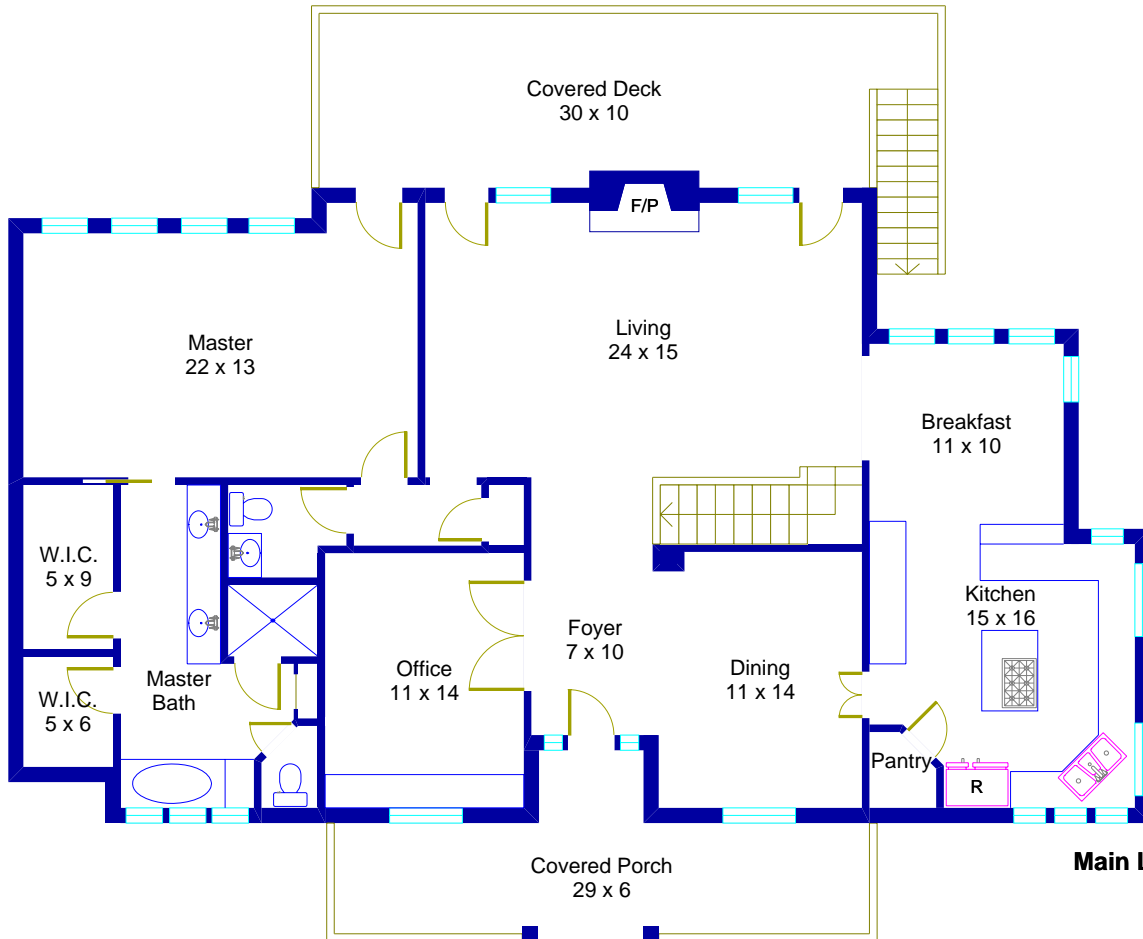 Covered Deck
30 x 10
F/P
Master
22 x 13
Living
24 x 15
Breakfast
11 x 10
W.I.C.
5 x 9
Kitchen
15 x 16
Foyer
7 x 10
Office
11 x 14
Dining
11 x 14
Master
Bath
W.I.C.
5 x 6
Pantry
R
Covered Porch
29 x 6
Main L